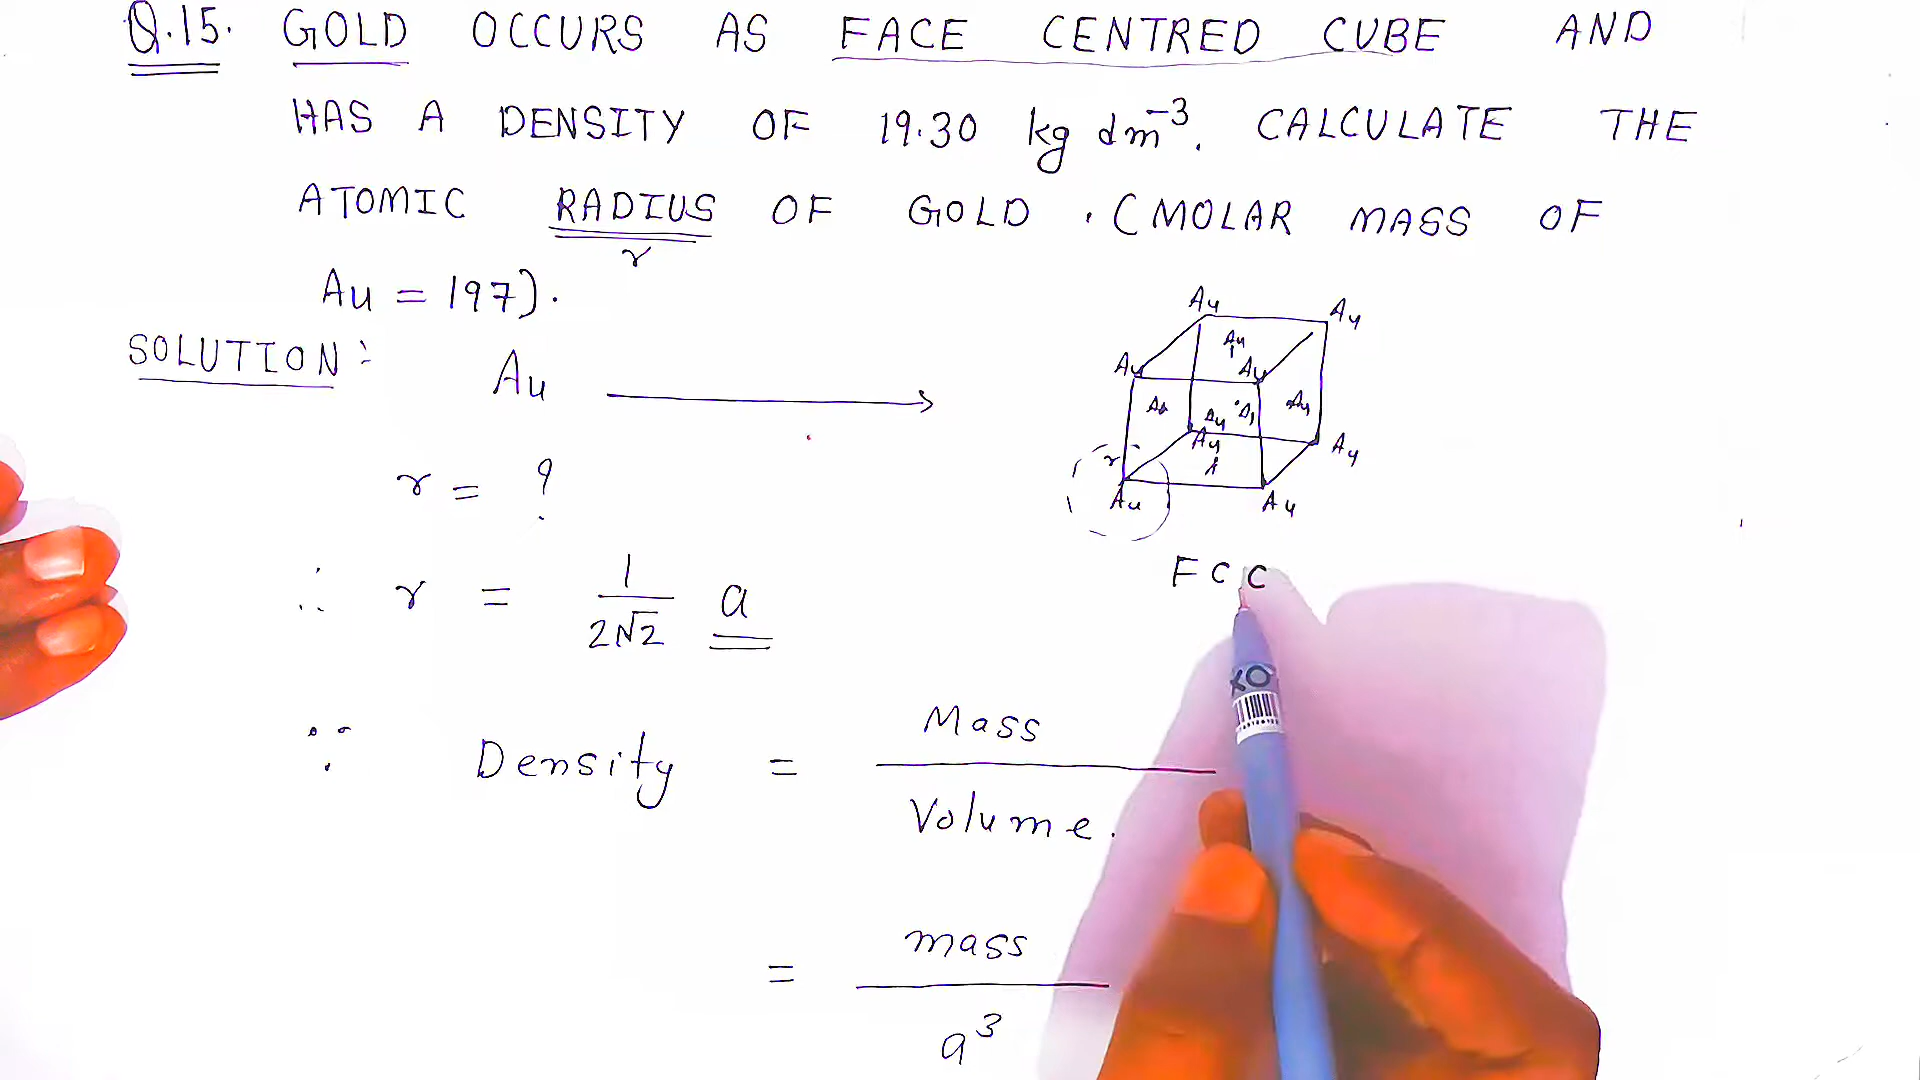 Q.15. GOLD OCCURS AS FACE CENTRED CUBE AND
HAS A DENSITY OF 19.30 kg dm⁻³. CALCULATE THE
ATOMIC RADIUS OF GOLD . (MOLAR MASS OF
r
Au = 197).
SOLUTION:
Au
r = ?
∴ r = 1/(2√2) a
∵ Density = Mass / Volume.
= mass / a³
Au Au
Au
Au Au
Au Au
Au
Au Au
r
Au Au
FCC
XO